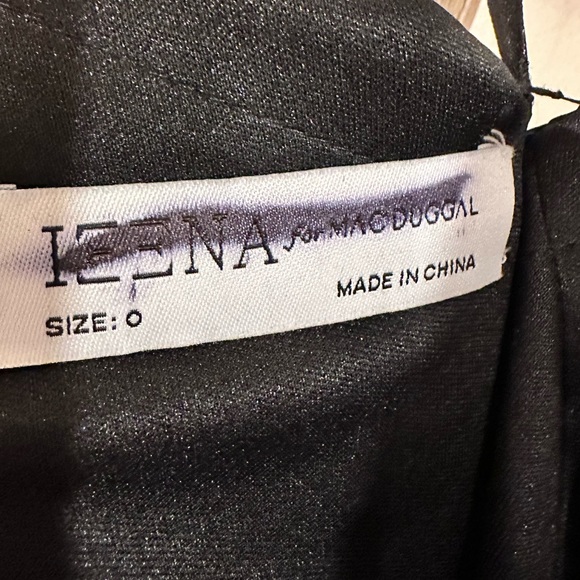 IEENA for MAC DUGGAL
MADE IN CHINA
SIZE: 0